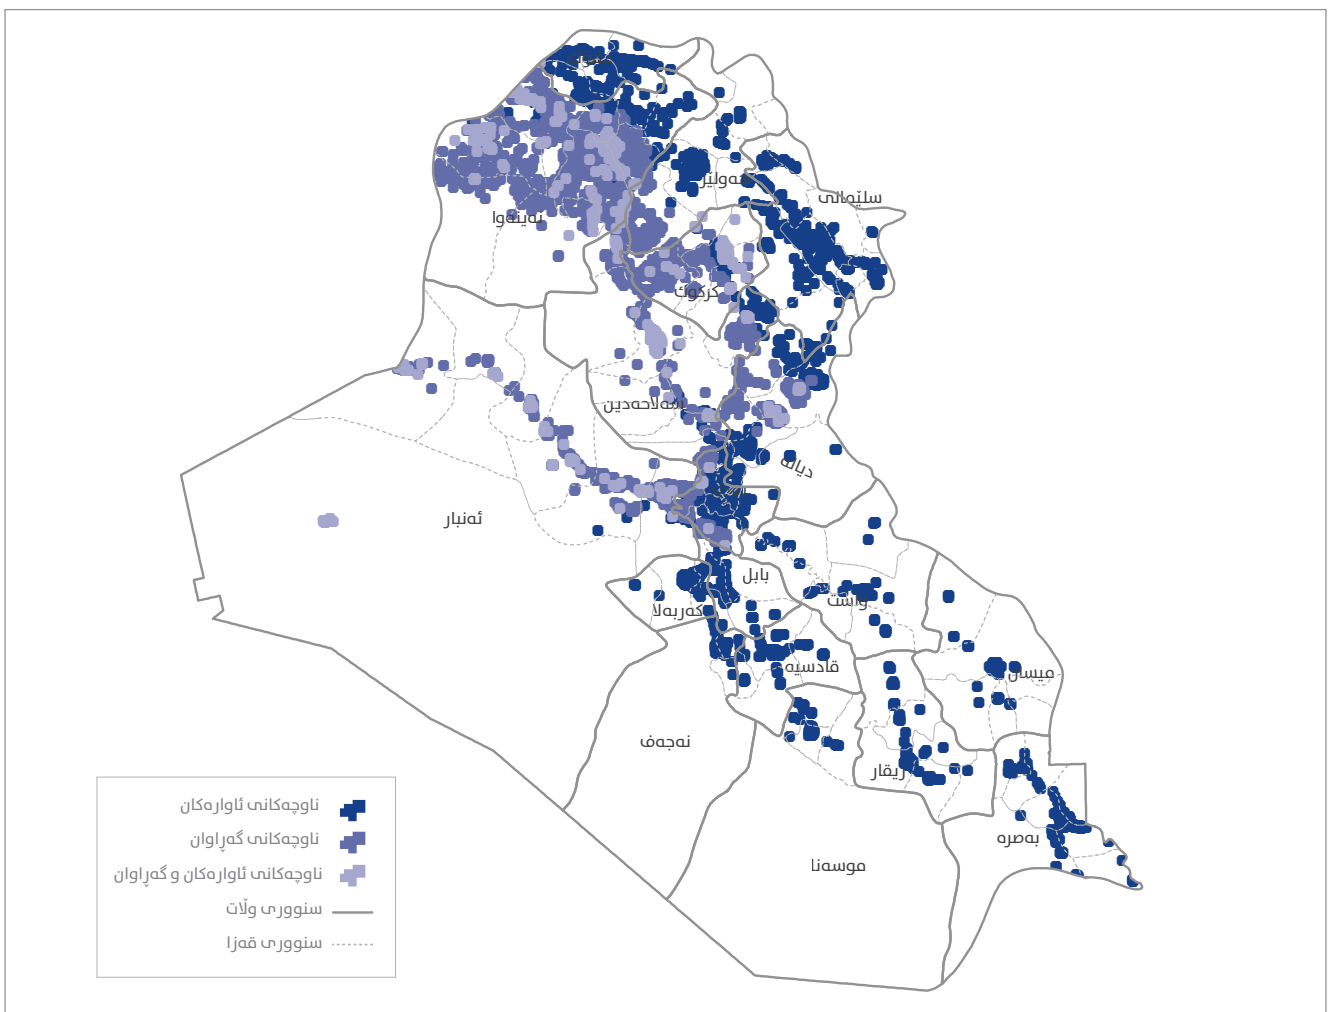 هەولێر
سلێمانی
نەینەوا
کرکوک
سەلاحەدین
دیالە
ئەنبار
بابل
واست
کەربەلا
قادسیە
میسان
نەجەف
زیقار
بەصرە
موسەنا
ناوچەکانی ئاوارەکان
ناوچەکانی گەڕاوان
ناوچەکانی ئاوارەکان و گەڕاوان
سنووری وڵات
سنووری قەزا